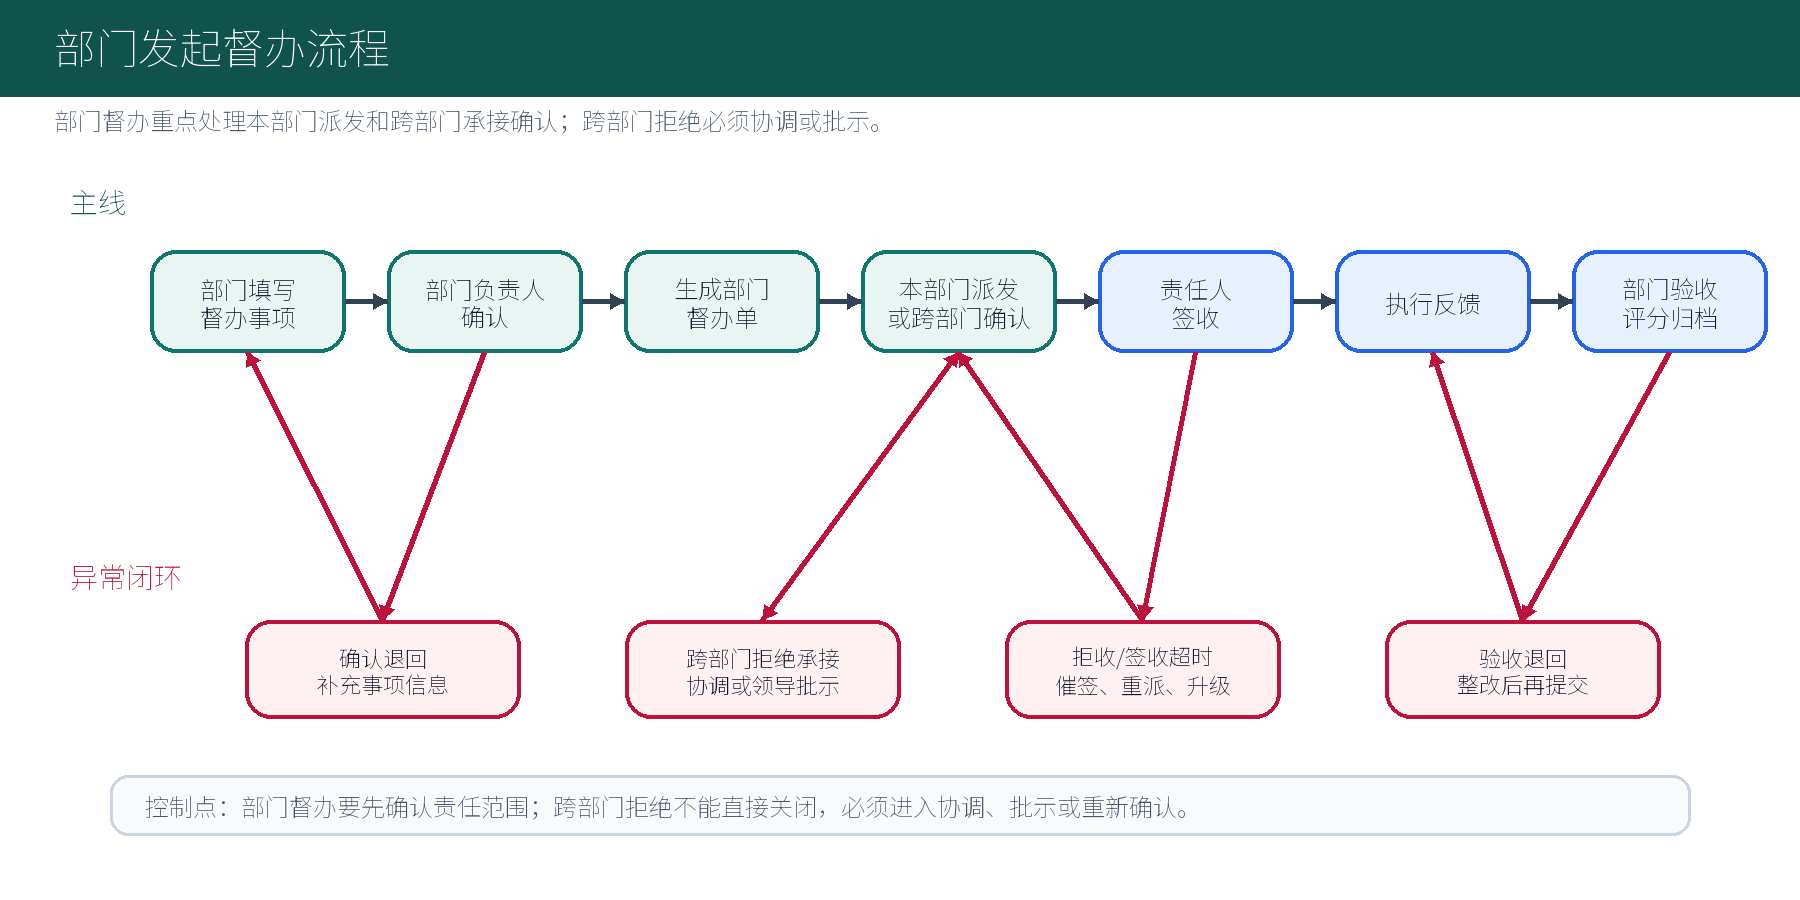 部门发起督办流程
部门督办重点处理本部门派发和跨部门承接确认；跨部门拒绝必须协调或批示。
主线
部门填写
督办事项
部门负责人
确认
生成部门
督办单
本部门派发
或跨部门确认
责任人
签收
执行反馈
部门验收
评分归档
异常闭环
确认退回
补充事项信息
跨部门拒绝承接
协调或领导批示
拒收/签收超时
催签、重派、升级
验收退回
整改后再提交
控制点：部门督办要先确认责任范围；跨部门拒绝不能直接关闭，必须进入协调、批示或重新确认。